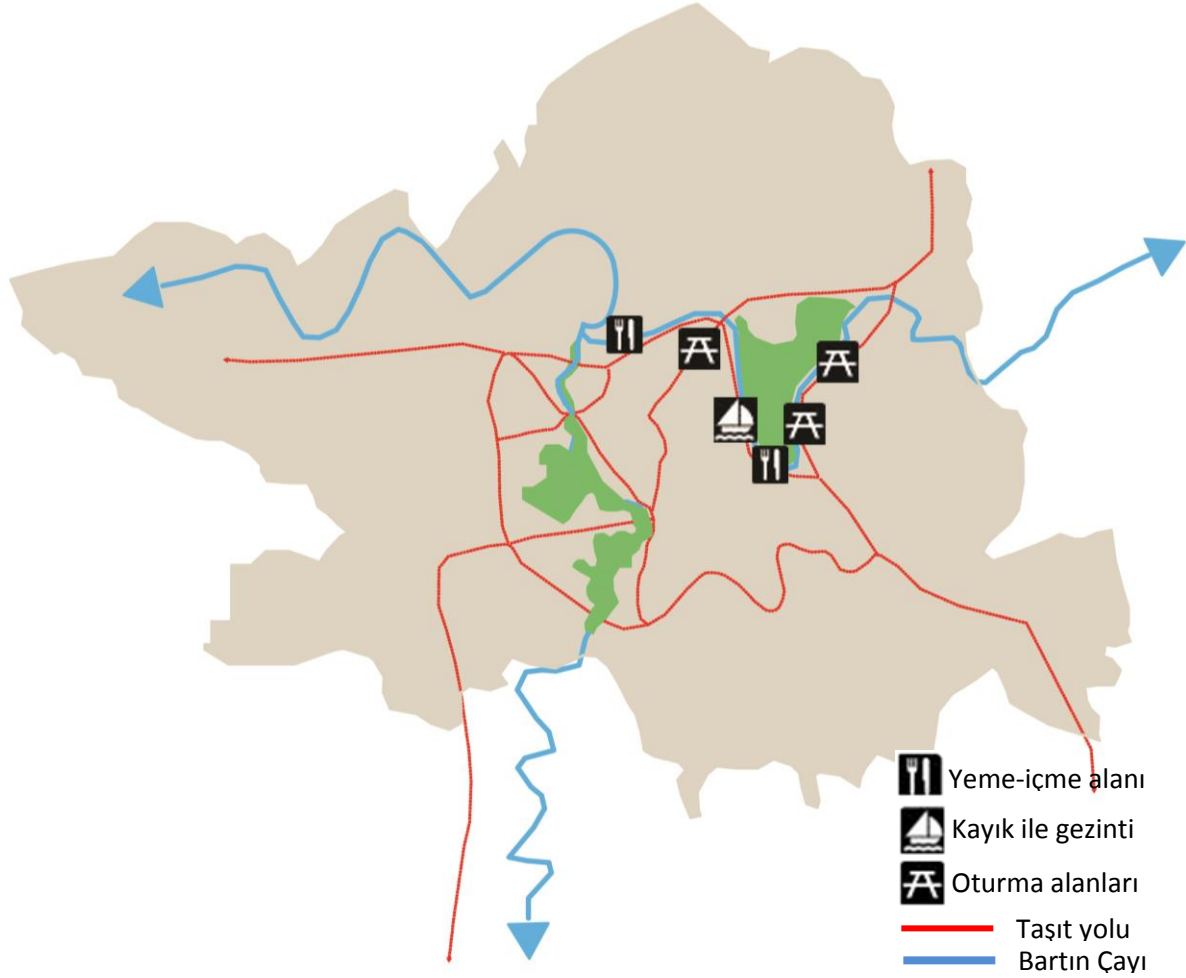 Yeme-içme alanı
Kayık ile gezinti
Oturma alanları
Taşıt yolu
Bartın Çayı